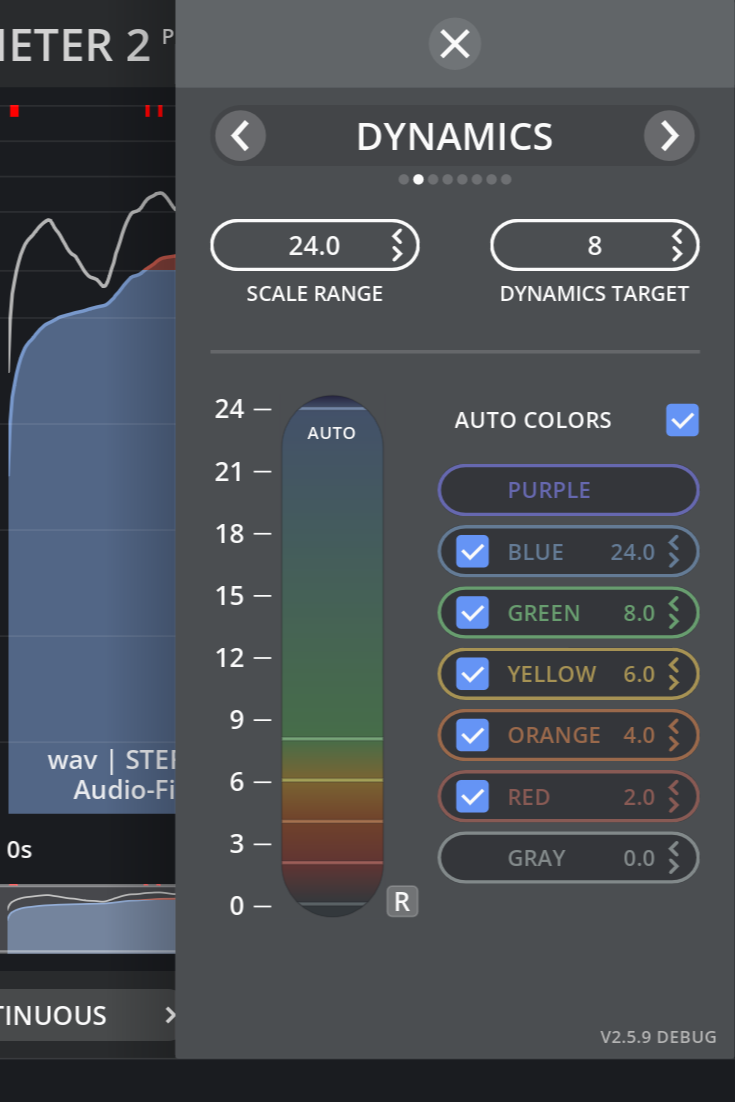 METER 2 P
DYNAMICS
24.0
8
SCALE RANGE
DYNAMICS TARGET
24
AUTO
AUTO COLORS
21
PURPLE
18
BLUE 24.0
15
GREEN 8.0
12
YELLOW 6.0
9
ORANGE 4.0
6
RED 2.0
3
GRAY 0.0
0
R
wav | STE
Audio-Fi
0s
TINUOUS
V2.5.9 DEBUG